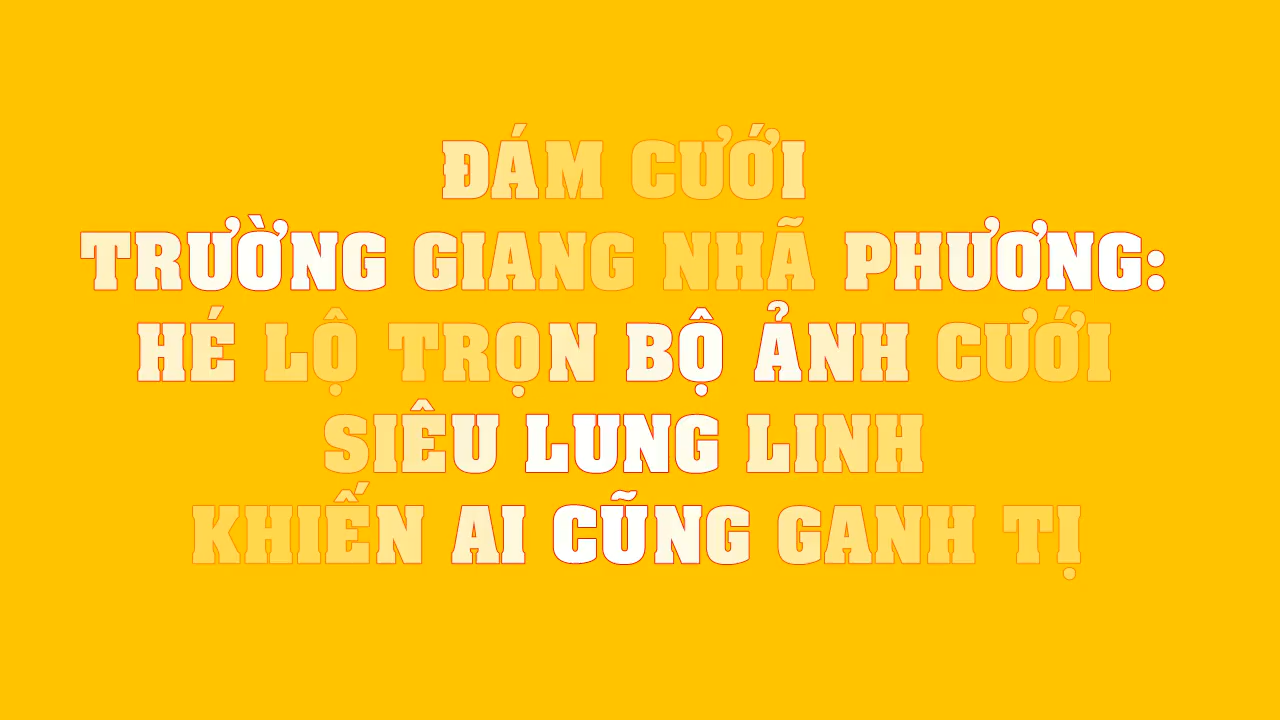 ĐÁM CƯỚI
TRƯỜNG GIANG NHÃ PHƯƠNG:
HÉ LỘ TRỌN BỘ ẢNH CƯỚI
SIÊU LUNG LINH
KHIẾN AI CŨNG GANH TỊ